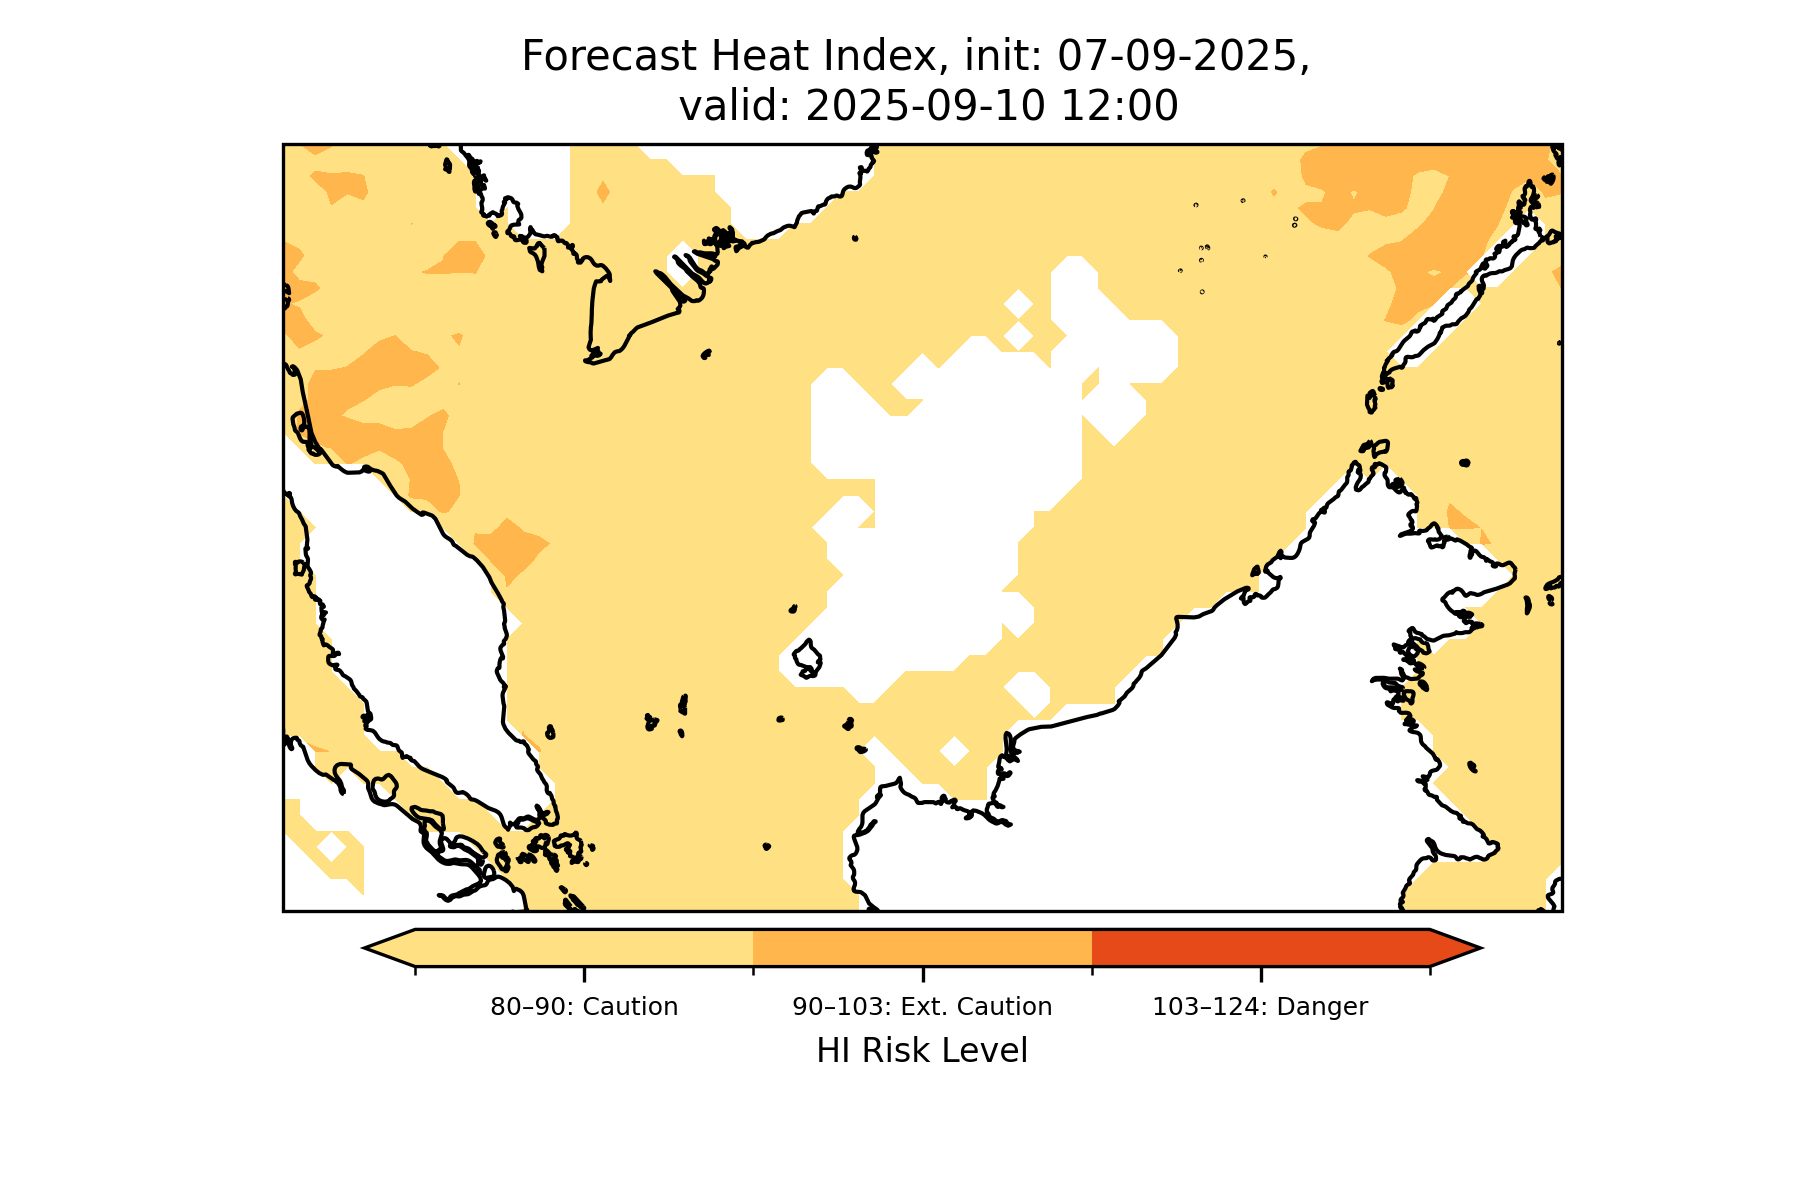 Forecast Heat Index, init: 07-09-2025,
valid: 2025-09-10 12:00
80–90: Caution
90–103: Ext. Caution
103–124: Danger
HI Risk Level